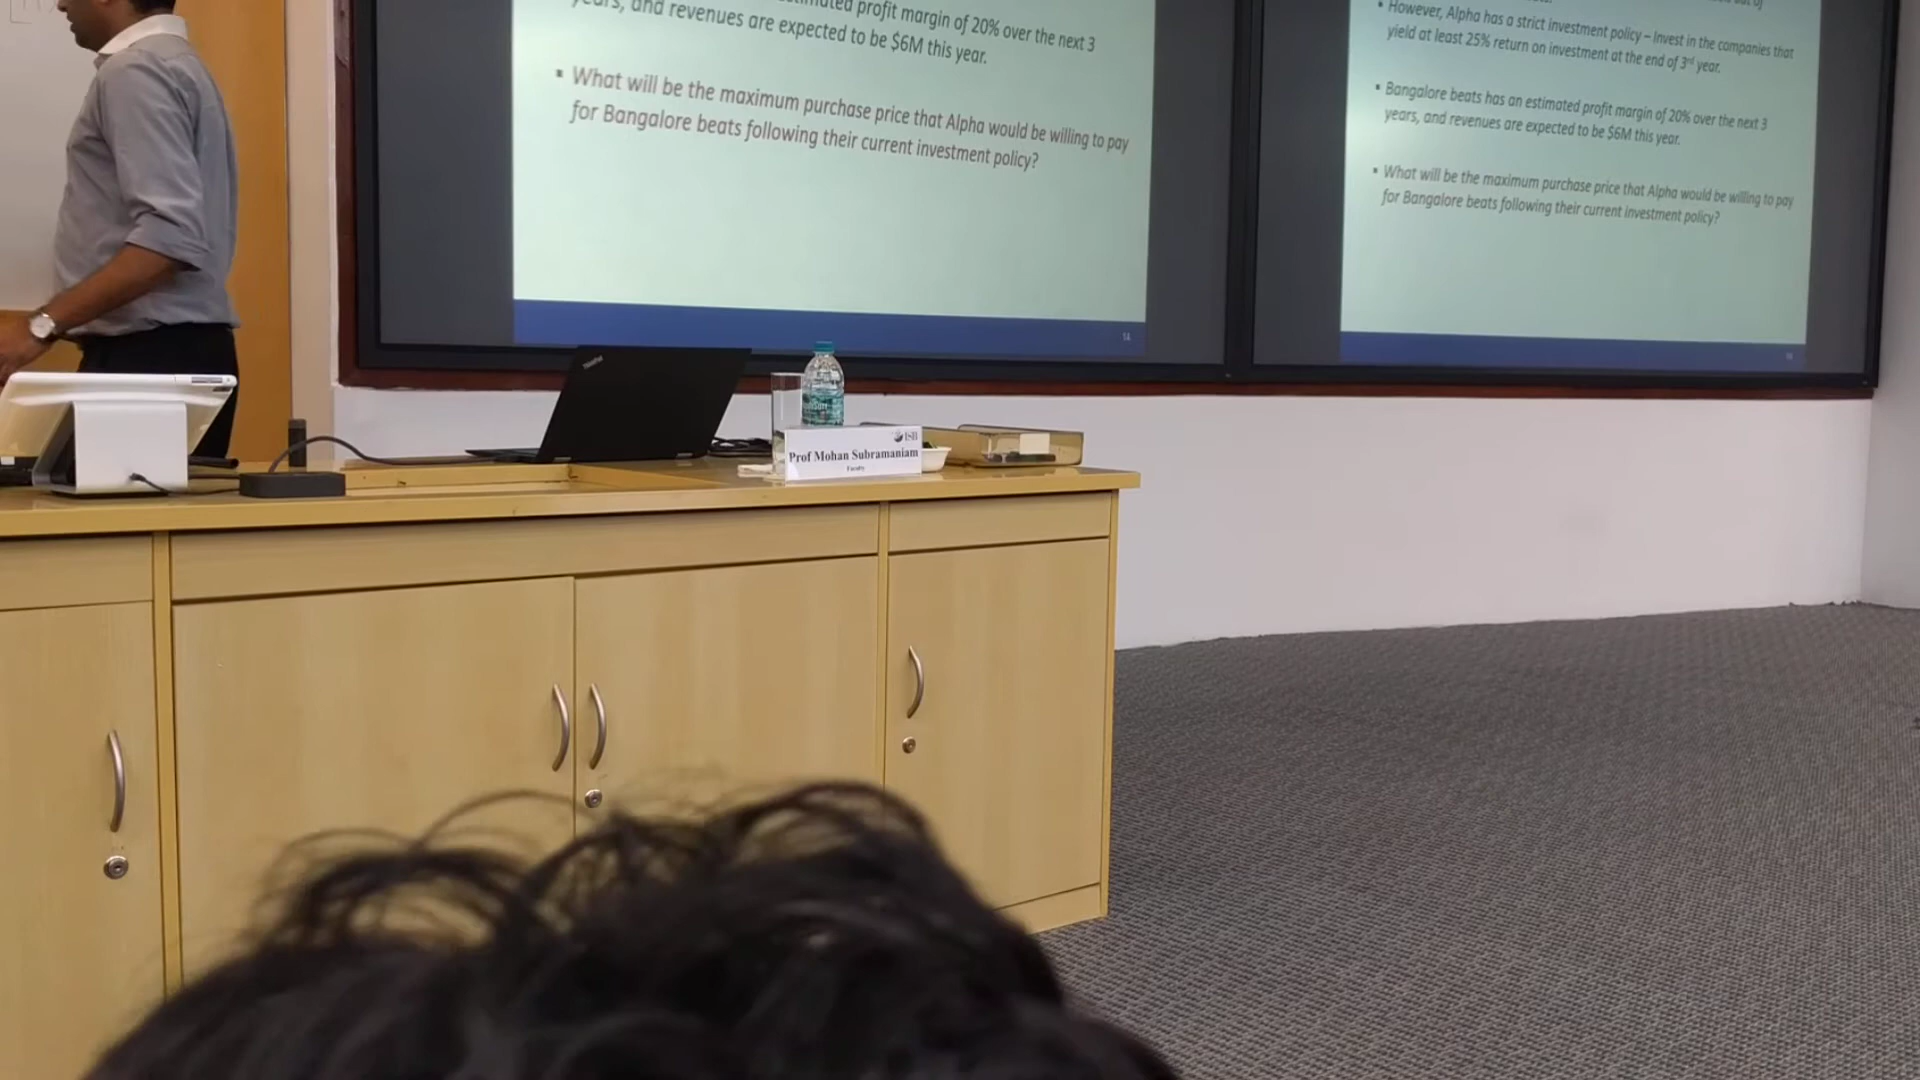 profit margin of 20% over the next 3
years, and revenues are expected to be $6M this year.
▪ What will be the maximum purchase price that Alpha would be willing to pay
for Bangalore beats following their current investment policy?
14
▪ However, Alpha has a strict investment policy – Invest in the companies that
yield at least 25% return on investment at the end of 3rd year.
▪ Bangalore beats has an estimated profit margin of 20% over the next 3
years, and revenues are expected to be $6M this year.
▪ What will be the maximum purchase price that Alpha would be willing to pay
for Bangalore beats following their current investment policy?
ThinkPad
ISB
Prof Mohan Subramaniam
Faculty